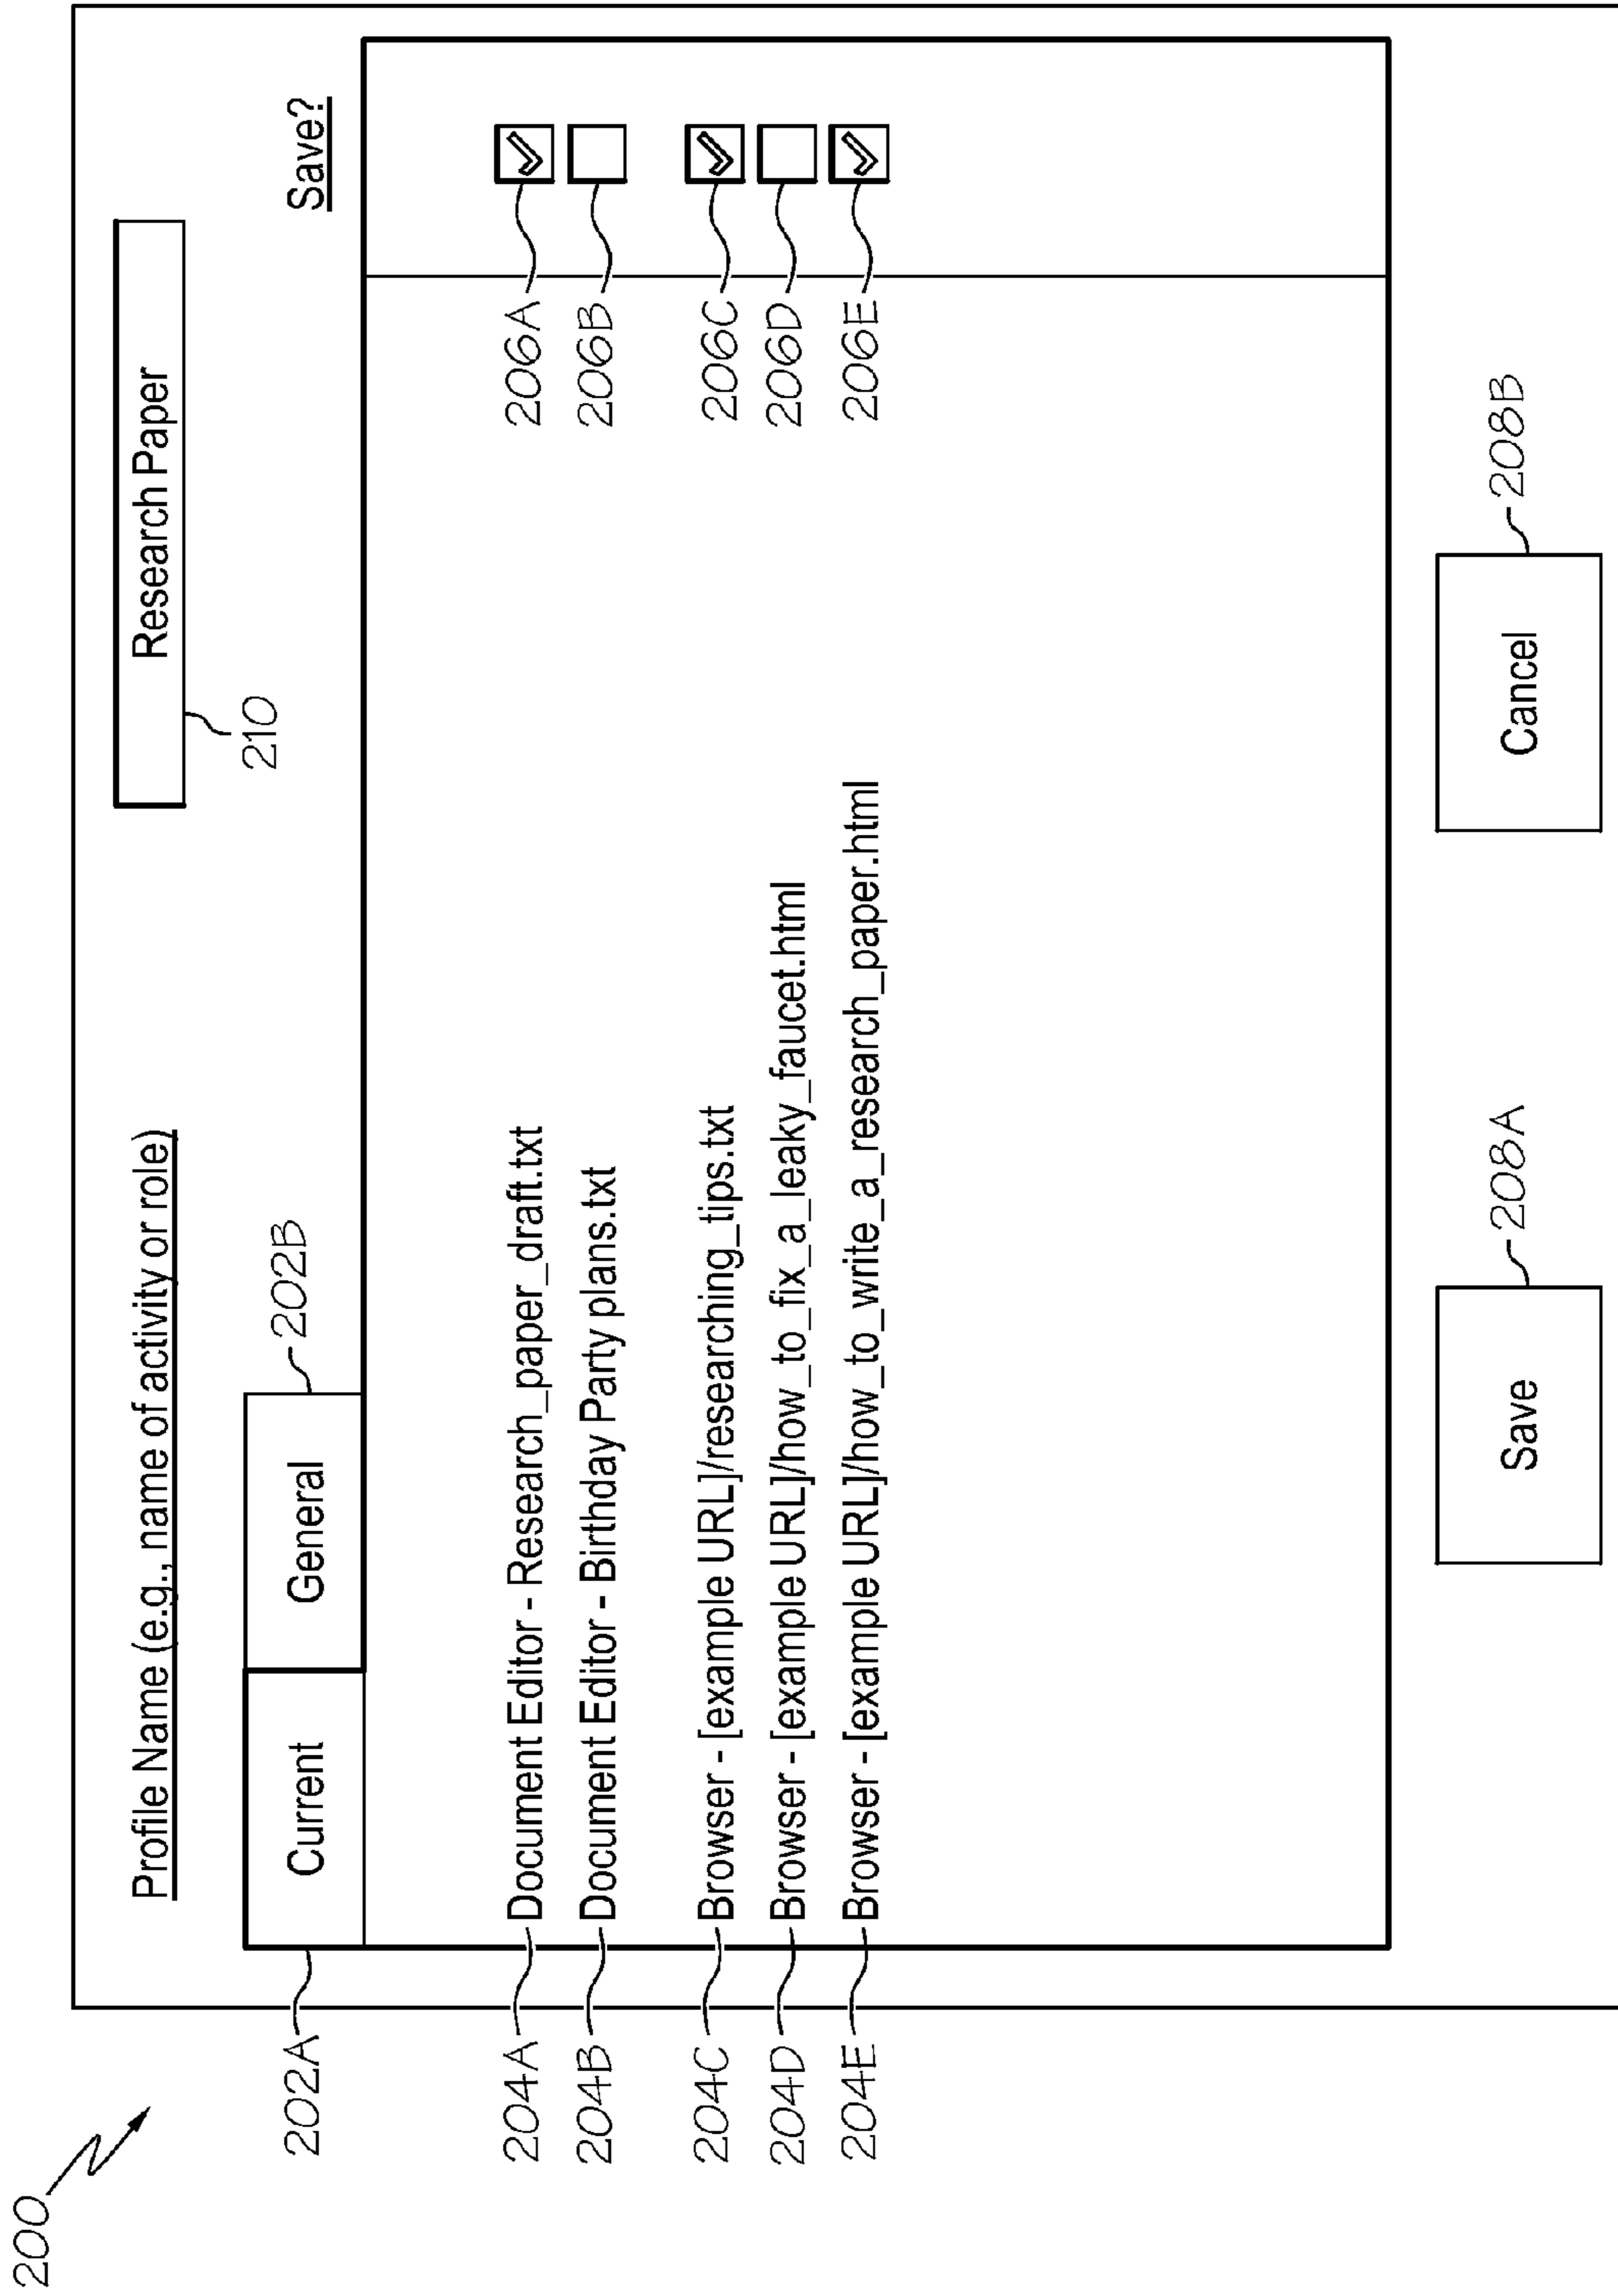 200
Profile Name (e.g., name of activity or role)
Research Paper
210
202A
Current
General
202B
Save?
204A
Document Editor - Research_paper_draft.txt
206A
204B
Document Editor - Birthday Party plans.txt
206B
204C
Browser - [example URL]/researching_tips.txt
206C
204D
Browser - [example URL]/how_to_fix_a_leaky_faucet.html
206D
204E
Browser - [example URL]/how_to_write_a_research_paper.html
206E
Save
208A
Cancel
208B